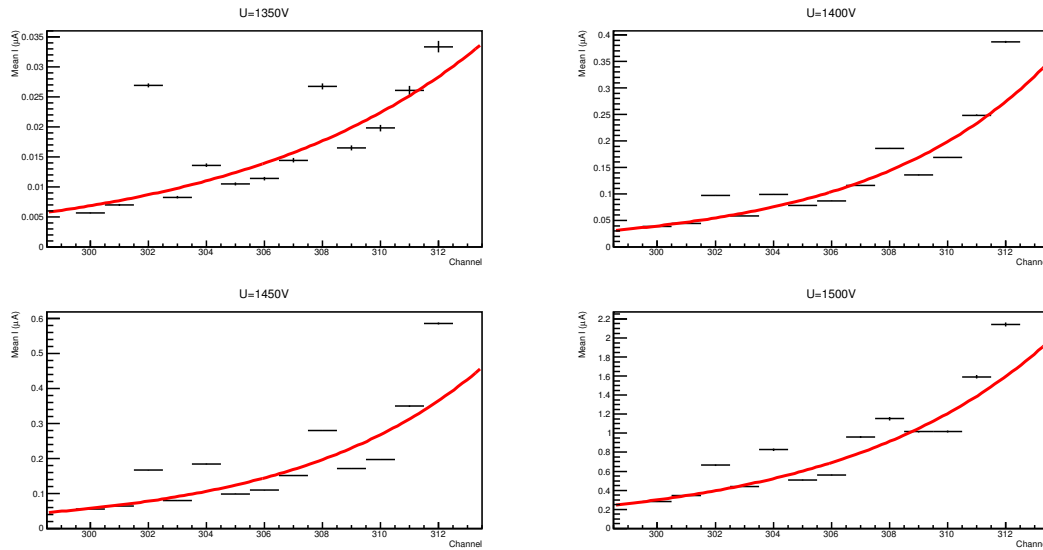 U=1350V
Mean I (μA)
0.035
0.03
0.025
0.02
0.015
0.01
0.005
0
300 302 304 306 308 310 312
Channel
U=1400V
Mean I (μA)
0.4
0.35
0.3
0.25
0.2
0.15
0.1
0.05
0
300 302 304 306 308 310 312
Channel
U=1450V
Mean I (μA)
0.6
0.5
0.4
0.3
0.2
0.1
0
300 302 304 306 308 310 312
Channel
U=1500V
Mean I (μA)
2.2
2
1.8
1.6
1.4
1.2
1
0.8
0.6
0.4
0.2
0
300 302 304 306 308 310 312
Channel